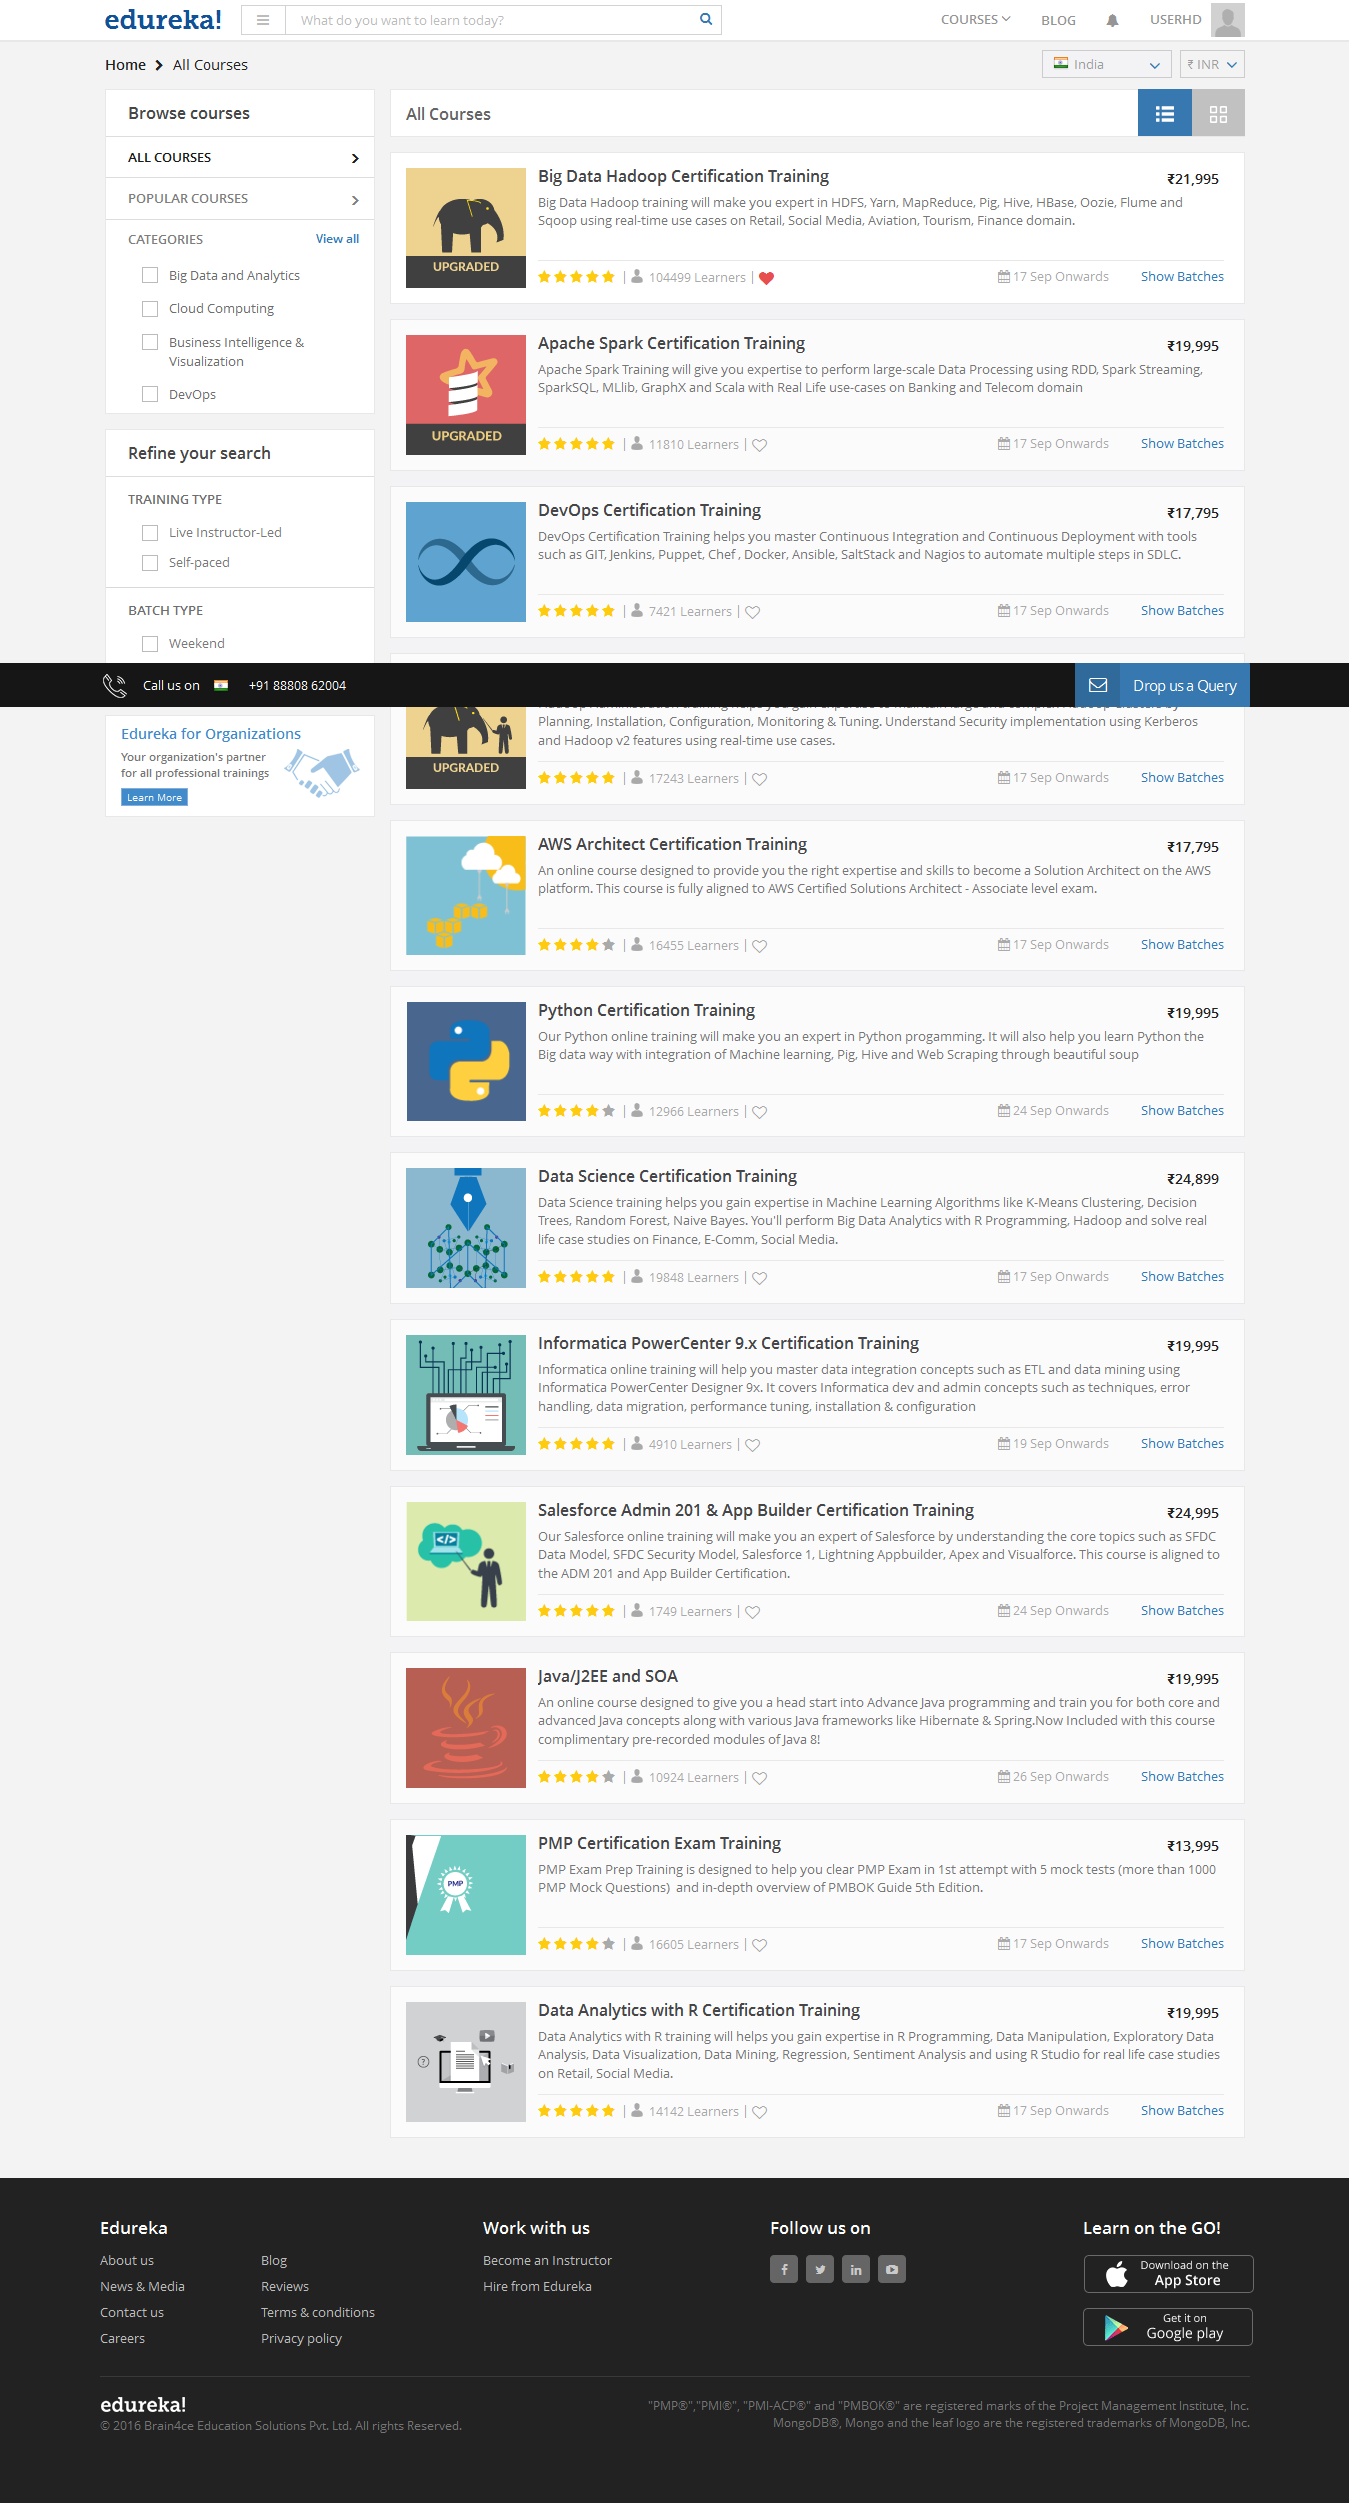 edureka!
What do you want to learn today?
COURSES
BLOG
USERHD
Home
All Courses
India
₹ INR
Browse courses
ALL COURSES
POPULAR COURSES
CATEGORIES
View all
Big Data and Analytics
Cloud Computing
Business Intelligence &
Visualization
DevOps
Refine your search
TRAINING TYPE
Live Instructor-Led
Self-paced
BATCH TYPE
Weekend
Call us on
+91 88808 62004
Drop us a Query
Edureka for Organizations
Your organization's partner
for all professional trainings
Learn More
All Courses
UPGRADED
Big Data Hadoop Certification Training
₹21,995
Big Data Hadoop training will make you expert in HDFS, Yarn, MapReduce, Pig, Hive, HBase, Oozie, Flume and
Sqoop using real-time use cases on Retail, Social Media, Aviation, Tourism, Finance domain.
| 104499 Learners |
17 Sep Onwards
Show Batches
UPGRADED
Apache Spark Certification Training
₹19,995
Apache Spark Training will give you expertise to perform large-scale Data Processing using RDD, Spark Streaming,
SparkSQL, MLlib, GraphX and Scala with Real Life use-cases on Banking and Telecom domain
| 11810 Learners |
17 Sep Onwards
Show Batches
DevOps Certification Training
₹17,795
DevOps Certification Training helps you master Continuous Integration and Continuous Deployment with tools
such as GIT, Jenkins, Puppet, Chef , Docker, Ansible, SaltStack and Nagios to automate multiple steps in SDLC.
| 7421 Learners |
17 Sep Onwards
Show Batches
UPGRADED
Planning, Installation, Configuration, Monitoring & Tuning. Understand Security implementation using Kerberos
and Hadoop v2 features using real-time use cases.
| 17243 Learners |
17 Sep Onwards
Show Batches
AWS Architect Certification Training
₹17,795
An online course designed to provide you the right expertise and skills to become a Solution Architect on the AWS
platform. This course is fully aligned to AWS Certified Solutions Architect - Associate level exam.
| 16455 Learners |
17 Sep Onwards
Show Batches
Python Certification Training
₹19,995
Our Python online training will make you an expert in Python progamming. It will also help you learn Python the
Big data way with integration of Machine learning, Pig, Hive and Web Scraping through beautiful soup
| 12966 Learners |
24 Sep Onwards
Show Batches
Data Science Certification Training
₹24,899
Data Science training helps you gain expertise in Machine Learning Algorithms like K-Means Clustering, Decision
Trees, Random Forest, Naive Bayes. You'll perform Big Data Analytics with R Programming, Hadoop and solve real
life case studies on Finance, E-Comm, Social Media.
| 19848 Learners |
17 Sep Onwards
Show Batches
Informatica PowerCenter 9.x Certification Training
₹19,995
Informatica online training will help you master data integration concepts such as ETL and data mining using
Informatica PowerCenter Designer 9x. It covers Informatica dev and admin concepts such as techniques, error
handling, data migration, performance tuning, installation & configuration
| 4910 Learners |
19 Sep Onwards
Show Batches
</>
Salesforce Admin 201 & App Builder Certification Training
₹24,995
Our Salesforce online training will make you an expert of Salesforce by understanding the core topics such as SFDC
Data Model, SFDC Security Model, Salesforce 1, Lightning Appbuilder, Apex and Visualforce. This course is aligned to
the ADM 201 and App Builder Certification.
| 1749 Learners |
24 Sep Onwards
Show Batches
Java/J2EE and SOA
₹19,995
An online course designed to give you a head start into Advance Java programming and train you for both core and
advanced Java concepts along with various Java frameworks like Hibernate & Spring.Now Included with this course
complimentary pre-recorded modules of Java 8!
| 10924 Learners |
26 Sep Onwards
Show Batches
PMP
PMP Certification Exam Training
₹13,995
PMP Exam Prep Training is designed to help you clear PMP Exam in 1st attempt with 5 mock tests (more than 1000
PMP Mock Questions) and in-depth overview of PMBOK Guide 5th Edition.
| 16605 Learners |
17 Sep Onwards
Show Batches
?
Data Analytics with R Certification Training
₹19,995
Data Analytics with R training will helps you gain expertise in R Programming, Data Manipulation, Exploratory Data
Analysis, Data Visualization, Data Mining, Regression, Sentiment Analysis and using R Studio for real life case studies
on Retail, Social Media.
| 14142 Learners |
17 Sep Onwards
Show Batches
Edureka
About us
News & Media
Contact us
Careers
Blog
Reviews
Terms & conditions
Privacy policy
Work with us
Become an Instructor
Hire from Edureka
Follow us on
Learn on the GO!
Download on the
App Store
Get it on
Google play
edureka!
© 2016 Brain4ce Education Solutions Pvt. Ltd. All rights Reserved.
"PMP®","PMI®", "PMI-ACP®" and "PMBOK®" are registered marks of the Project Management Institute, Inc.
MongoDB®, Mongo and the leaf logo are the registered trademarks of MongoDB, Inc.